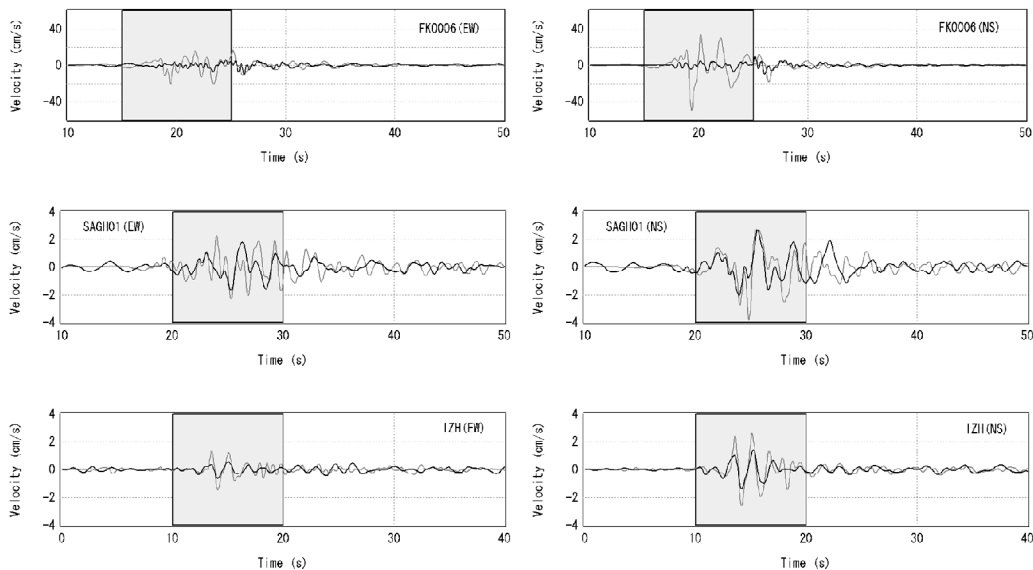 FKO006(EW)
Velocity (cm/s)
40
0
-40
10 20 30 40 50
Time (s)
FKO006(NS)
Velocity (cm/s)
40
0
-40
10 20 30 40 50
Time (s)
SAGH01(EW)
Velocity (cm/s)
4
2
0
-2
-4
10 20 30 40 50
Time (s)
SAGH01(NS)
Velocity (cm/s)
4
2
0
-2
-4
10 20 30 40 50
Time (s)
IZH(EW)
Velocity (cm/s)
4
2
0
-2
-4
0 10 20 30 40
Time (s)
IZH(NS)
Velocity (cm/s)
4
2
0
-2
-4
0 10 20 30 40
Time (s)